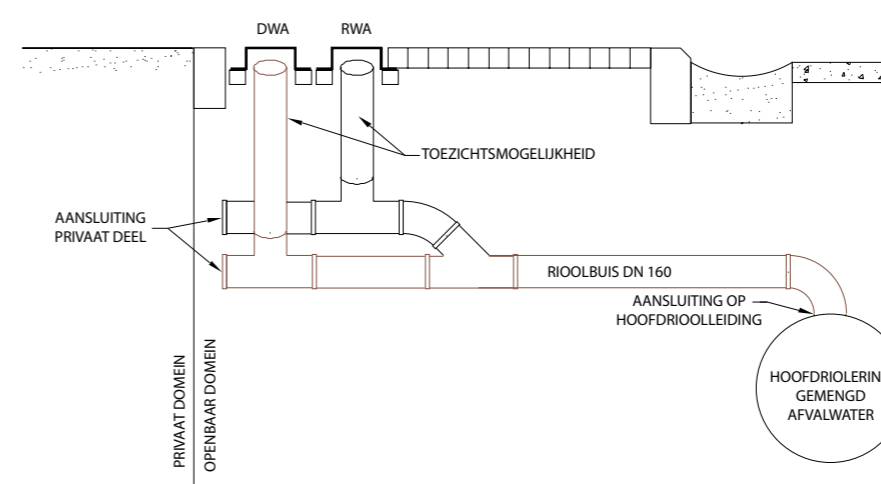 DWA
RWA
TOEZICHTSMOGELIJKHEID
AANSLUITING
PRIVAAT DEEL
RIOOLBUIS DN 160
AANSLUITING OP
HOOFDRIOOLLEIDING
HOOFDRIOLERIN
GEMENGD
AFVALWATER
PRIVAAT DOMEIN
OPENBAAR DOMEIN